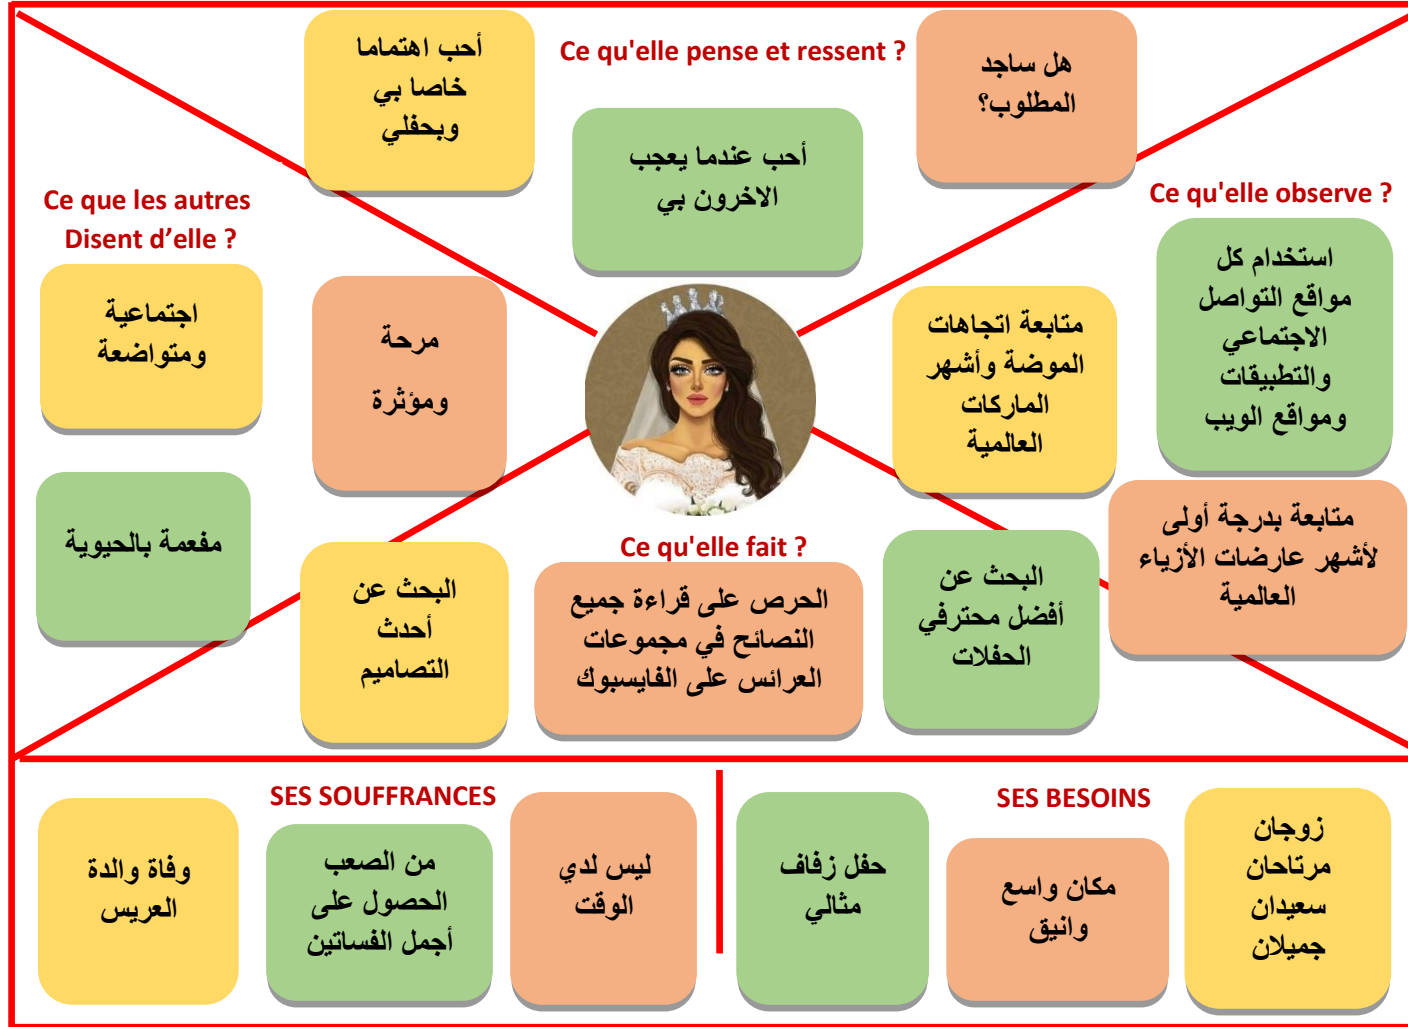 Ce qu'elle pense et ressent ?
أحب اهتماما
خاصا بي
وبحفلي
أحب عندما يعجب
الاخرون بي
هل ساجد
المطلوب؟
Ce que les autres
Disent d’elle ?
اجتماعية
ومتواضعة
مرحة
ومؤثرة
مفعمة بالحيوية
Ce qu'elle observe ?
استخدام كل
مواقع التواصل
الاجتماعي
والتطبيقات
ومواقع الويب
متابعة اتجاهات
الموضة وأشهر
الماركات
العالمية
متابعة بدرجة أولى
لأشهر عارضات الأزياء
العالمية
Ce qu'elle fait ?
البحث عن
أحدث
التصاميم
الحرص على قراءة جميع
النصائح في مجموعات
العرائس على الفايسبوك
البحث عن
أفضل محترفي
الحفلات
SES SOUFFRANCES
وفاة والدة
العريس
من الصعب
الحصول على
أجمل الفساتين
ليس لدي
الوقت
SES BESOINS
حفل زفاف
مثالي
مكان واسع
وانيق
زوجان
مرتاحان
سعيدان
جميلان